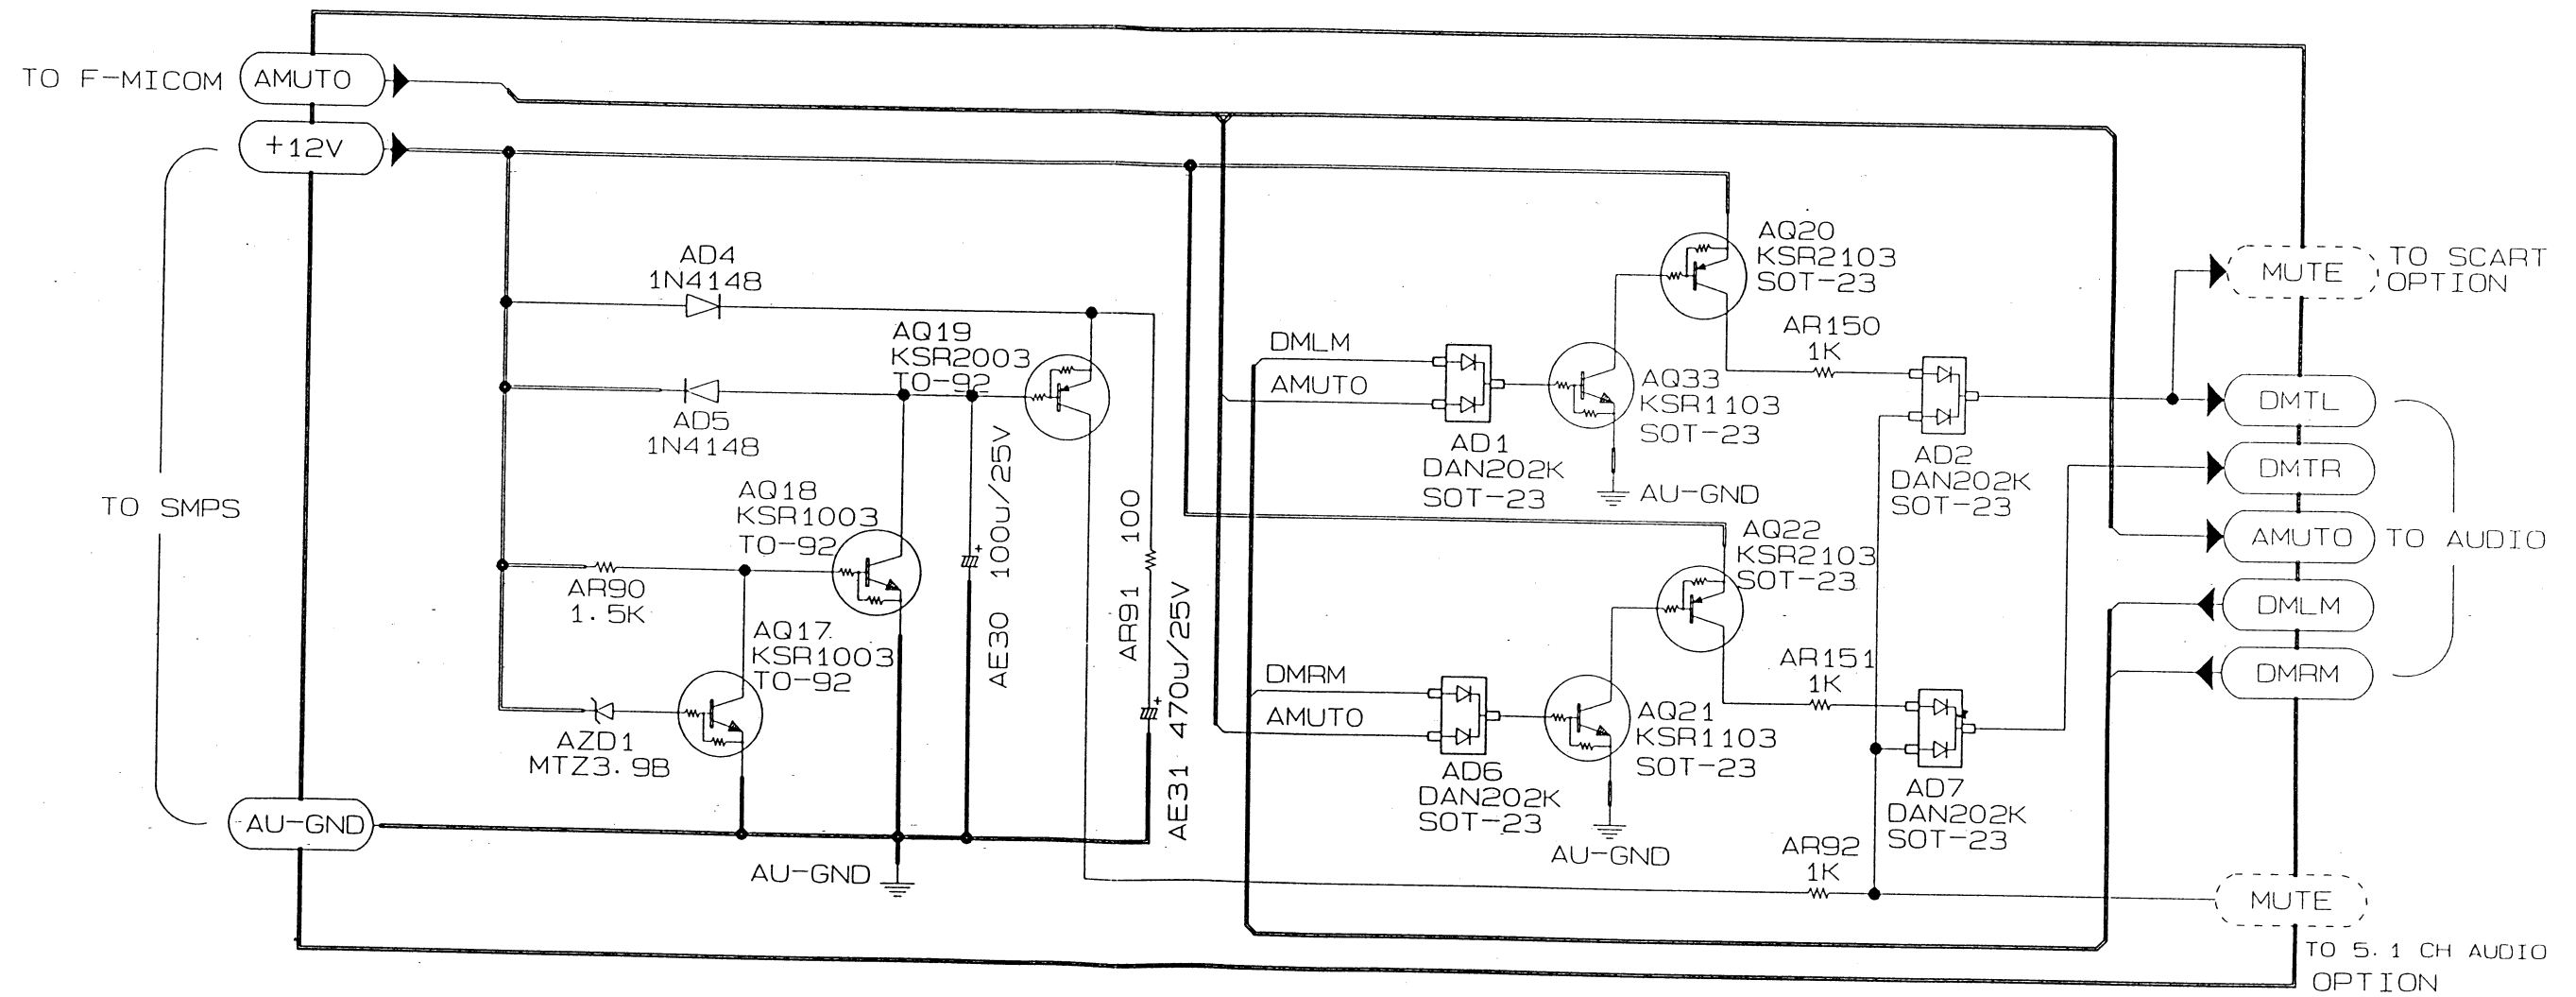 TO F-MICOM
AMUTO
+12V
TO SMPS
AU-GND
AD4
1N4148
AD5
1N4148
AQ19
KSR2003
TO-92
AQ18
KSR1003
TO-92
AR90
1.5K
AQ17
KSR1003
TO-92
AZD1
MTZ3.9B
AU-GND
AE30 100u/25V
AR91 100
AE31 470u/25V
DMLM
AMUTO
AD1
DAN202K
SOT-23
AQ33
KSR1103
SOT-23
AU-GND
AQ20
KSR2103
SOT-23
AR150
1K
AD2
DAN202K
SOT-23
AQ22
KSR2103
SOT-23
DMRM
AMUTO
AD6
DAN202K
SOT-23
AQ21
KSR1103
SOT-23
AU-GND
AR151
1K
AD7
DAN202K
SOT-23
AR92
1K
MUTE
TO SCART
OPTION
DMTL
DMTR
AMUTO
TO AUDIO
DMLM
DMRM
MUTE
TO 5.1 CH AUDIO
OPTION